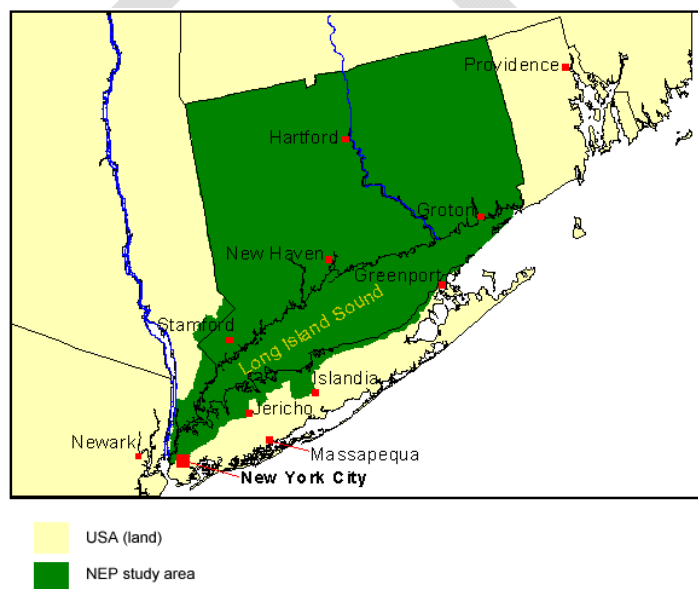 Providence
Hartford
Groton
New Haven
Greenport
Long Island Sound
Stamford
Islandia
Jericho
Newark
Massapequa
New York City
USA (land)
NEP study area